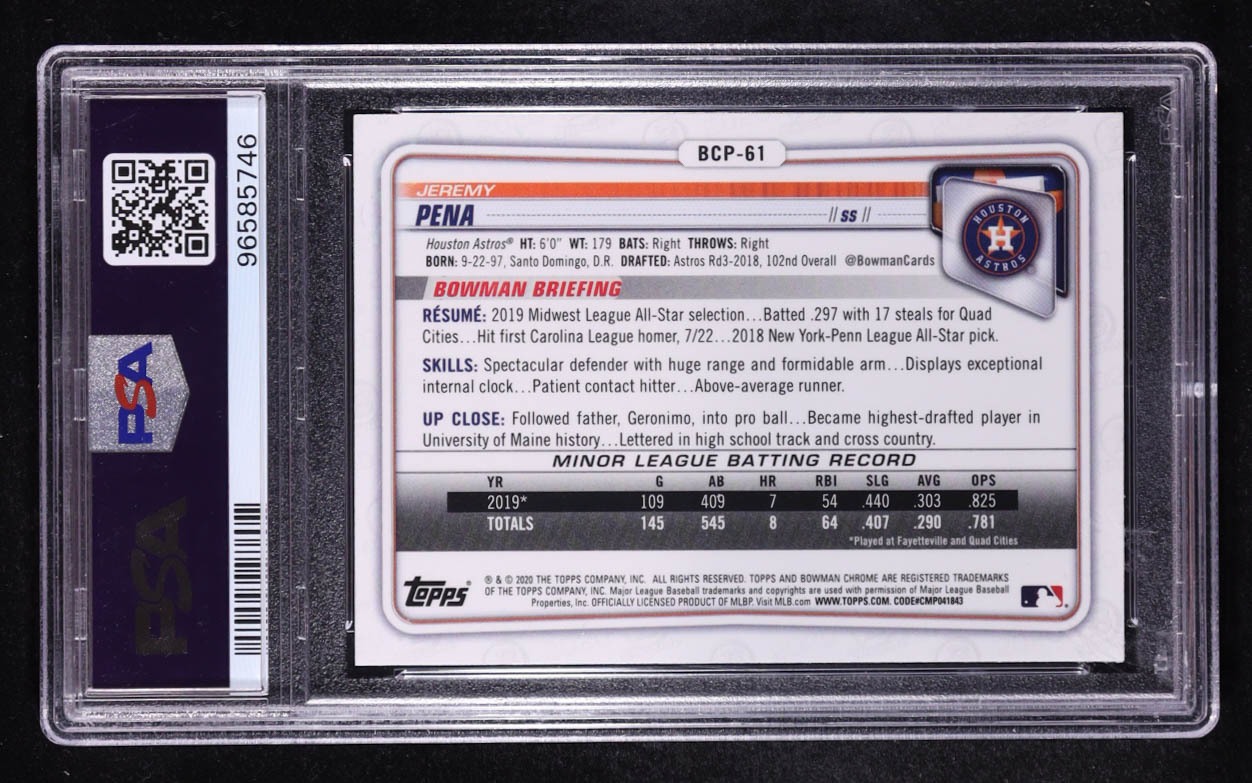 96585746
PSA
PSA
BCP-61
JEREMY
PENA // SS //
HOUSTON
H
ASTROS
Houston Astros® HT: 6'0" WT: 179 BATS: Right THROWS: Right
BORN: 9-22-97, Santo Domingo, D.R. DRAFTED: Astros Rd3-2018, 102nd Overall @BowmanCards
BOWMAN BRIEFING
RÉSUMÉ: 2019 Midwest League All-Star selection...Batted .297 with 17 steals for Quad
Cities...Hit first Carolina League homer, 7/22...2018 New York-Penn League All-Star pick.
SKILLS: Spectacular defender with huge range and formidable arm...Displays exceptional
internal clock...Patient contact hitter...Above-average runner.
UP CLOSE: Followed father, Geronimo, into pro ball...Became highest-drafted player in
University of Maine history...Lettered in high school track and cross country.
MINOR LEAGUE BATTING RECORD
YR G AB HR RBI SLG AVG OPS
2019* 109 409 7 54 .440 .303 .825
TOTALS 145 545 8 64 .407 .290 .781
*Played at Fayetteville and Quad Cities
Topps®
® & © 2020 THE TOPPS COMPANY, INC. ALL RIGHTS RESERVED. TOPPS AND BOWMAN CHROME ARE REGISTERED TRADEMARKS
OF THE TOPPS COMPANY, INC. Major League Baseball trademarks and copyrights are used with permission of Major League Baseball
Properties, Inc. OFFICIALLY LICENSED PRODUCT OF MLBP. Visit MLB.com WWW.TOPPS.COM. CODE#CMP041843